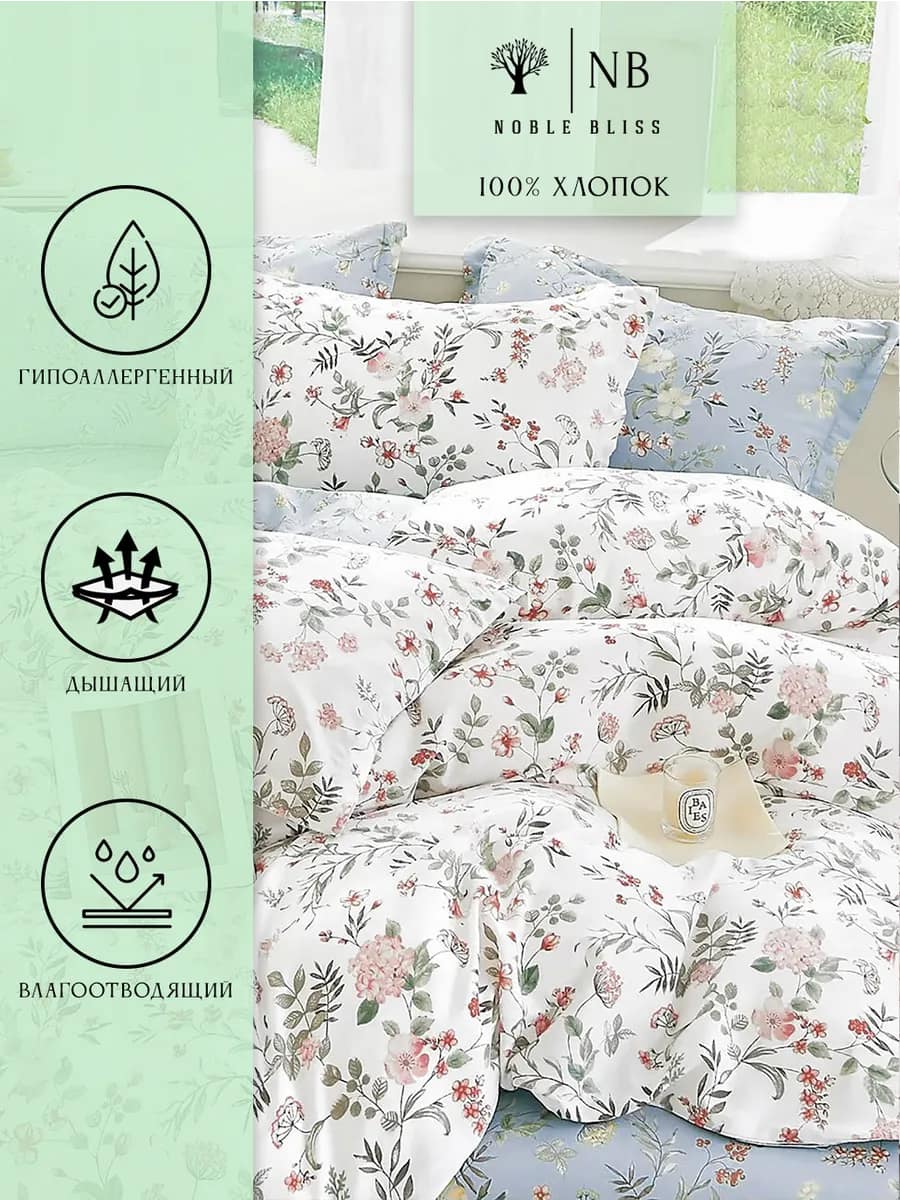 NB
NOBLE BLISS
100% ХЛОПОК
ГИПОАЛЛЕРГЕННЫЙ
ДЫШАЩИЙ
ВЛАГООТВОДЯЩИЙ
BAIES